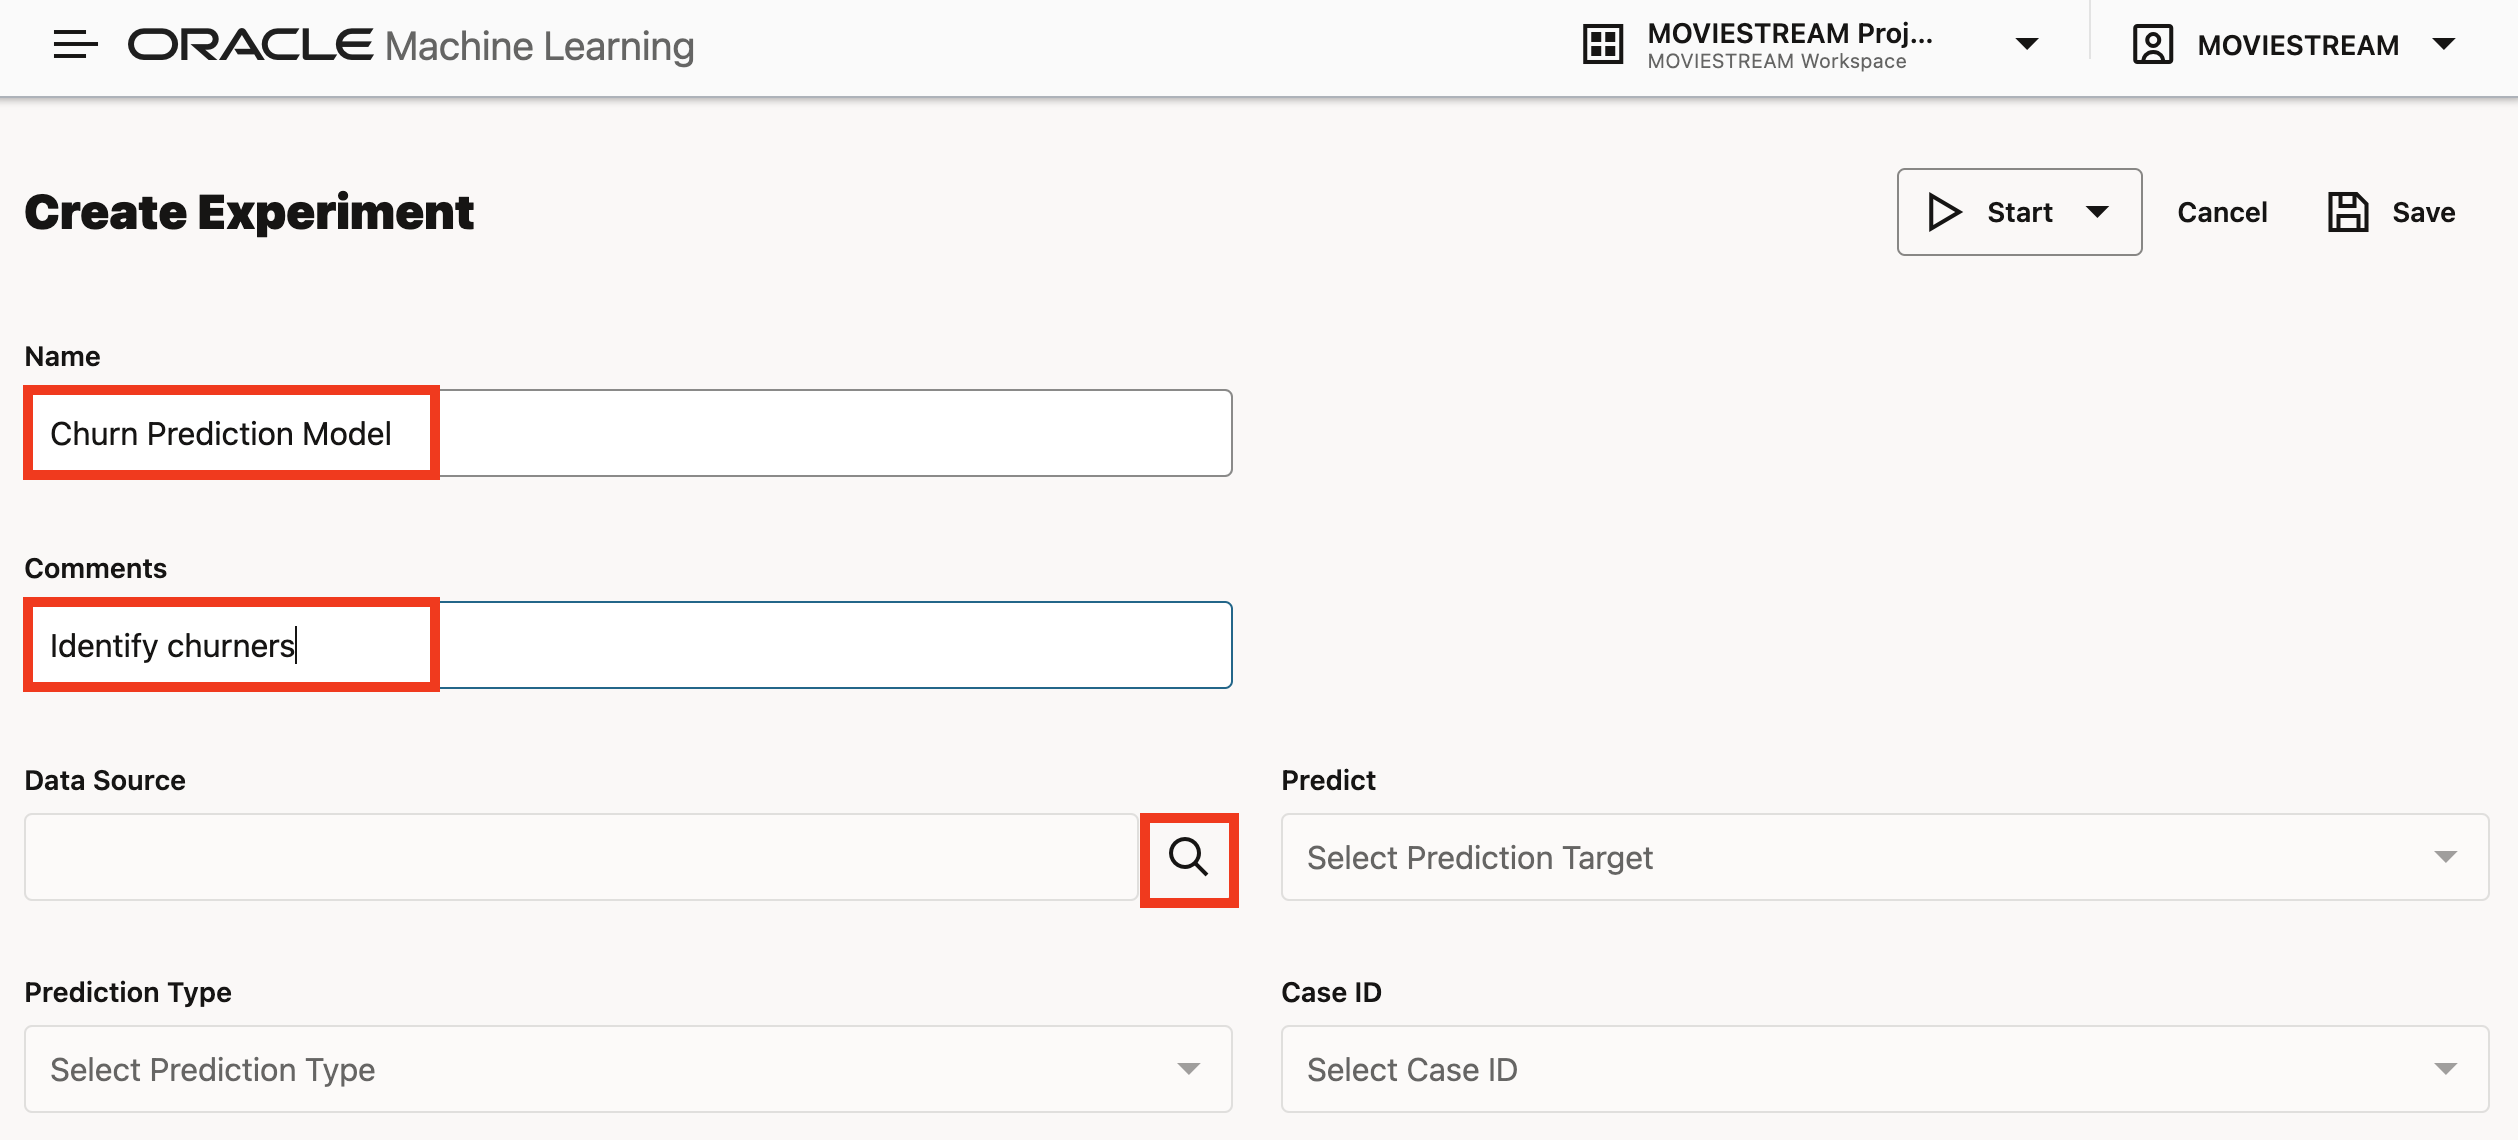 ORACLE Machine Learning
MOVIESTREAM Proj...
MOVIESTREAM Workspace
MOVIESTREAM
Create Experiment
Start
Cancel
Save
Name
Churn Prediction Model
Comments
Identify churners
Data Source
Predict
Select Prediction Target
Prediction Type
Case ID
Select Prediction Type
Select Case ID